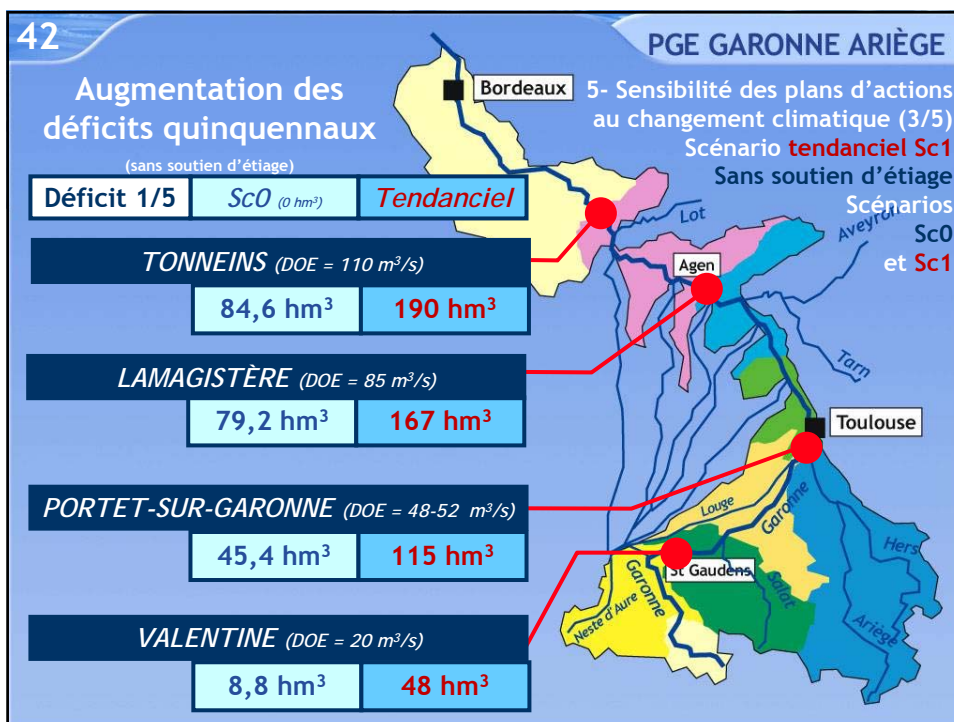 42
PGE GARONNE ARIÈGE
Augmentation des
déficits quinquennaux
(sans soutien d'étiage)
5- Sensibilité des plans d'actions
au changement climatique (3/5)
Scénario tendanciel Sc1
Sans soutien d'étiage
Scénarios
Sc0
et Sc1
Déficit 1/5 Sc0 (0 hm³) Tendanciel
TONNEINS (DOE = 110 m³/s)
84,6 hm³ 190 hm³
LAMAGISTÈRE (DOE = 85 m³/s)
79,2 hm³ 167 hm³
PORTET-SUR-GARONNE (DOE = 48-52 m³/s)
45,4 hm³ 115 hm³
VALENTINE (DOE = 20 m³/s)
8,8 hm³ 48 hm³
Bordeaux
Lot
Aveyron
Agen
Tarn
Toulouse
Louge
Garonne
Hers
St Gaudens
Garonne
Salat
Neste d'Aure
Ariège